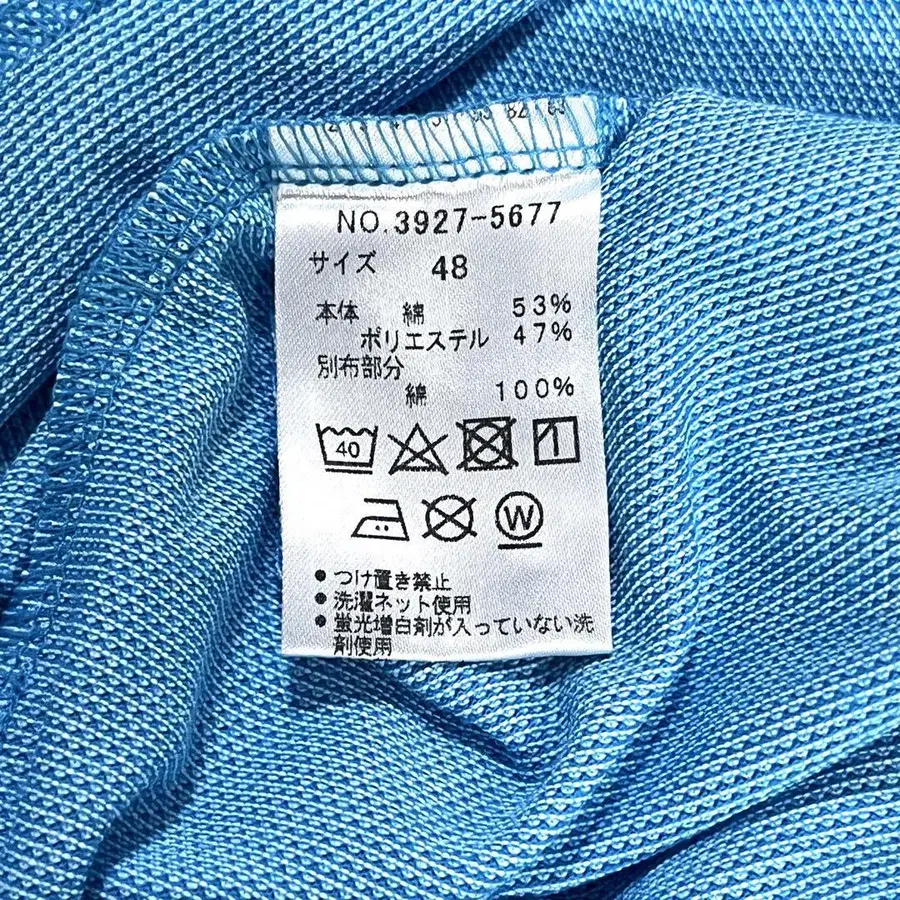 NO.3927-5677
サイズ 48
本体 綿 53%
ポリエステル 47%
別布部分
綿 100%
40
W
● つけ置き禁止
● 洗濯ネット使用
● 蛍光増白剤が入っていない洗
剤使用